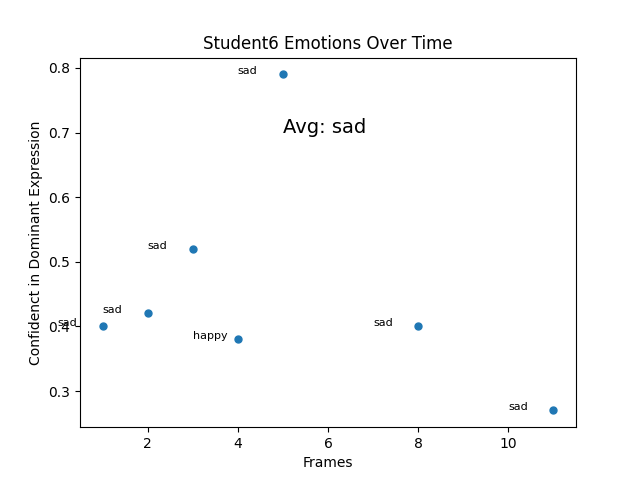 Student6 Emotions Over Time
Confidenct in Dominant Expression
0.8
0.7
0.6
0.5
0.4
0.3
sad
Avg: sad
sad
sad
sad
happy
sad
sad
2
4
6
8
10
Frames